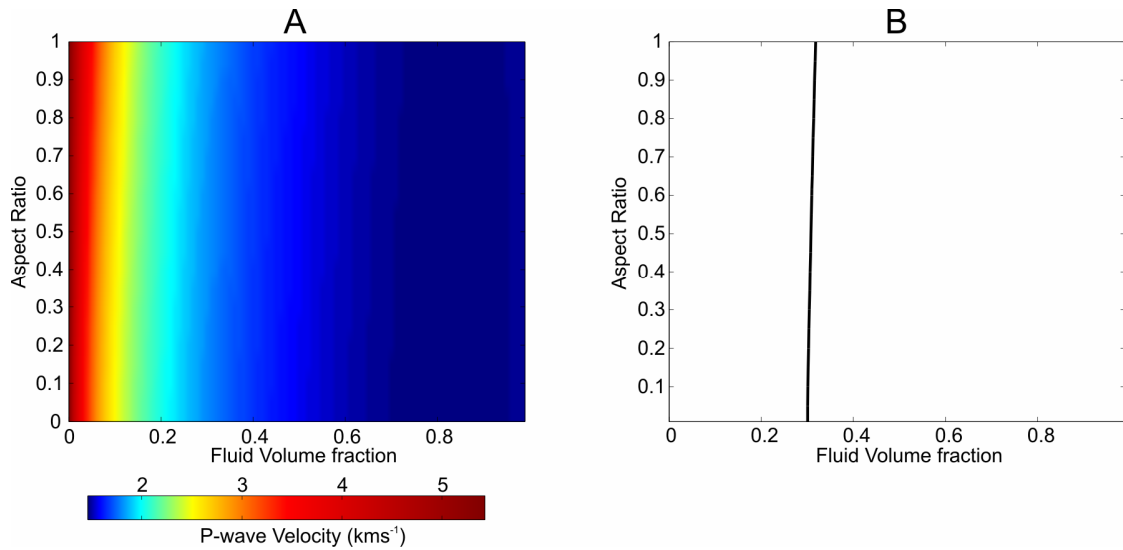 A
1
0.9
0.8
0.7
0.6
0.5
0.4
0.3
0.2
0.1
0
Aspect Ratio
0 0.2 0.4 0.6 0.8
Fluid Volume fraction
2 3 4 5
P-wave Velocity (kms⁻¹)
B
1
0.9
0.8
0.7
0.6
0.5
0.4
0.3
0.2
0.1
Aspect Ratio
0 0.2 0.4 0.6 0.8
Fluid Volume fraction